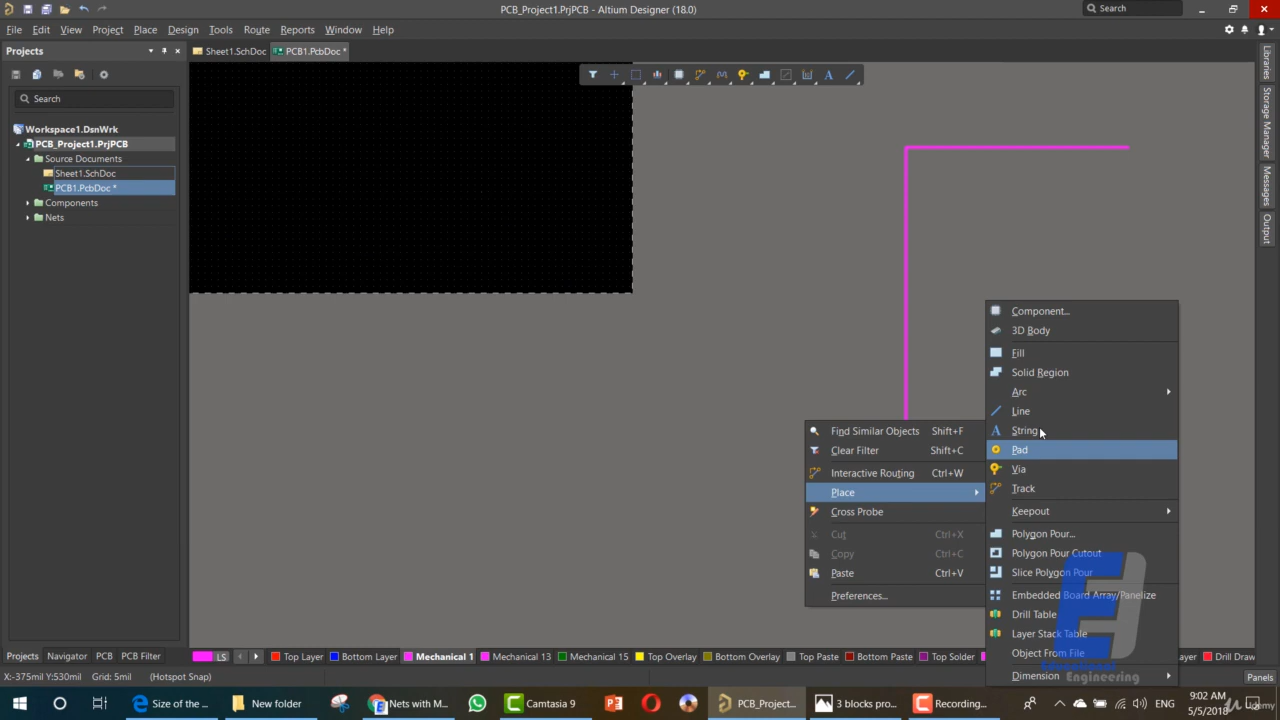 PCB_Project1.PrjPCB - Altium Designer (18.0)
Search
File Edit View Project Place Design Tools Route Reports Window Help
Projects
Sheet1.SchDoc
PCB1.PcbDoc *
Search
Workspace1.DsnWrk
PCB_Project1.PrjPCB
Source Documents
Sheet1.SchDoc
PCB1.PcbDoc *
Components
Nets
Libraries
Storage Manager
Messages
Output
Find Similar Objects Shift+F
Clear Filter Shift+C
Interactive Routing Ctrl+W
Place
Cross Probe
Cut Ctrl+X
Copy Ctrl+C
Paste Ctrl+V
Preferences...
Component...
3D Body
Fill
Solid Region
Arc
Line
String
Pad
Via
Track
Keepout
Polygon Pour...
Polygon Pour Cutout
Slice Polygon Pour
Embedded Board Array/Panelize
Drill Table
Layer Stack Table
Object From File
Dimension
Engineering
Projects Navigator PCB PCB Filter
LS Top Layer Bottom Layer Mechanical 1 Mechanical 13 Mechanical 15 Top Overlay Bottom Overlay Top Paste Bottom Paste Top Solder
Layer Drill Draw
X:-375mil Y:530mil Grid: 5mil (Hotspot Snap)
Panels
Size of the ...
New folder
Nets with M...
Camtasia 9
PCB_Project...
3 blocks pro...
Recording...
ENG
9:02 AM
5/5/2018
Udemy